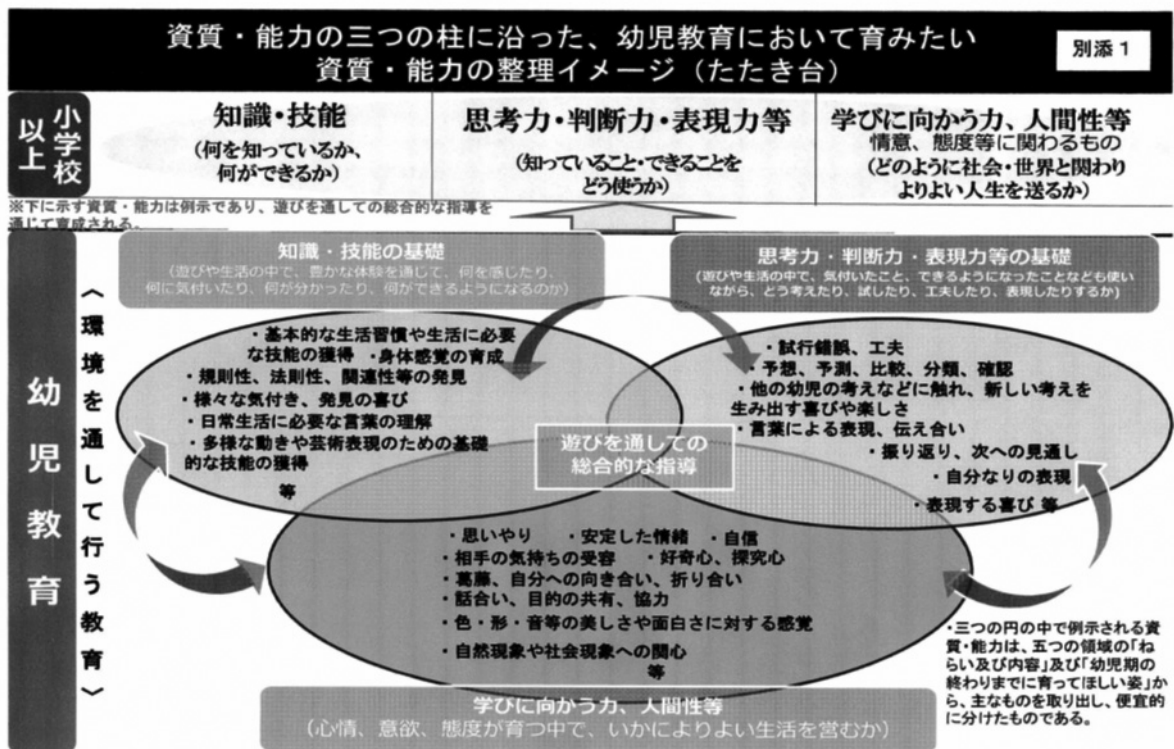 資質・能力の三つの柱に沿った、幼児教育において育みたい
資質・能力の整理イメージ（たたき台）
別添１
小学校
以上
知識・技能
(何を知っているか、
何ができるか)
思考力・判断力・表現力等
(知っていること・できることを
どう使うか)
学びに向かう力、人間性等
情意、態度等に関わるもの
(どのように社会・世界と関わり
よりよい人生を送るか)
※下に示す資質・能力は例示であり、遊びを通しての総合的な指導を
通じて育成される。
幼児教育
〈環境を通して行う教育〉
知識・技能の基礎
(遊びや生活の中で、豊かな体験を通じて、何を感じたり、
何に気付いたり、何が分かったり、何ができるようになるのか)
思考力・判断力・表現力等の基礎
(遊びや生活の中で、気付いたこと、できるようになったことなども使い
ながら、どう考えたり、試したり、工夫したり、表現したりするか)
・基本的な生活習慣や生活に必要
な技能の獲得 ・身体感覚の育成
・規則性、法則性、関連性等の発見
・様々な気付き、発見の喜び
・日常生活に必要な言葉の理解
・多様な動きや芸術表現のための基礎
的な技能の獲得
等
・試行錯誤、工夫
・予想、予測、比較、分類、確認
・他の幼児の考えなどに触れ、新しい考えを
生み出す喜びや楽しさ
・言葉による表現、伝え合い
・振り返り、次への見通し
・自分なりの表現
・表現する喜び 等
遊びを通しての
総合的な指導
・思いやり ・安定した情緒 ・自信
・相手の気持ちの受容 ・好奇心、探究心
・葛藤、自分への向き合い、折り合い
・話合い、目的の共有、協力
・色・形・音等の美しさや面白さに対する感覚
・自然現象や社会現象への関心
等
学びに向かう力、人間性等
(心情、意欲、態度が育つ中で、いかによりよい生活を営むか)
・三つの円の中で例示される資
質・能力は、五つの領域の「ね
らい及び内容」及び「幼児期の
終わりまでに育ってほしい姿」か
ら、主なものを取り出し、便宜的
に分けたものである。